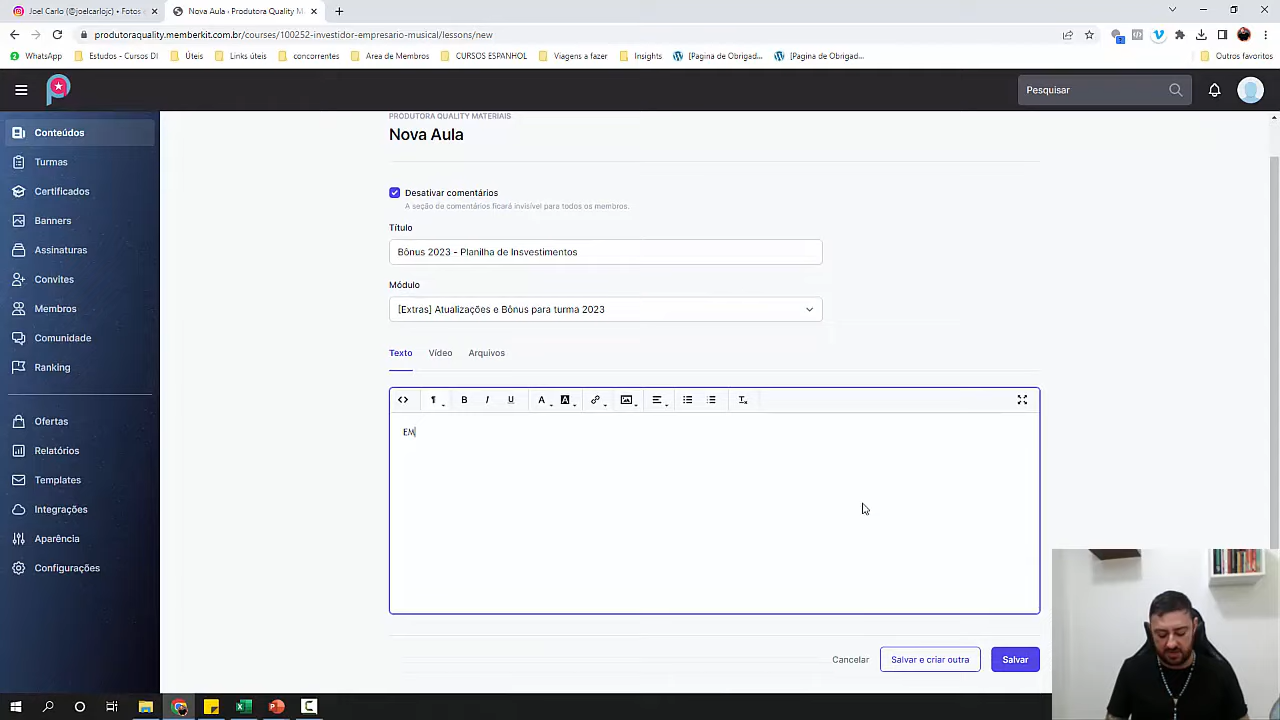 Joel Carlo (@joelcarlojc) • Fotos e
Nova Aula · Produtora Quality M
produtoraquality.memberkit.com.br/courses/100252-investidor-empresario-musical/lessons/new
WhatsApp
Estudos - Cursos DI
Úteis
Link úteis
concorrentes
Area de Membros
CURSOS ESPANHOL
Viagens a fazer
Insights
[Pagina de Obrigad...
[Pagina de Obrigad...
Outros favoritos
Pesquisar
Conteúdos
Turmas
Certificados
Banners
Assinaturas
Convites
Membros
Comunidade
Ranking
Ofertas
Relatórios
Templates
Integrações
Aparência
Configurações
PRODUTORA QUALITY MATERIAIS
Nova Aula
Desativar comentários
A seção de comentários ficará invisível para todos os membros.
Título
Bônus 2023 - Planilha de Insvestimentos
Módulo
[Extras] Atualizações e Bônus para turma 2023
Texto Vídeo Arquivos
EM
Cancelar Salvar e criar outra Salvar